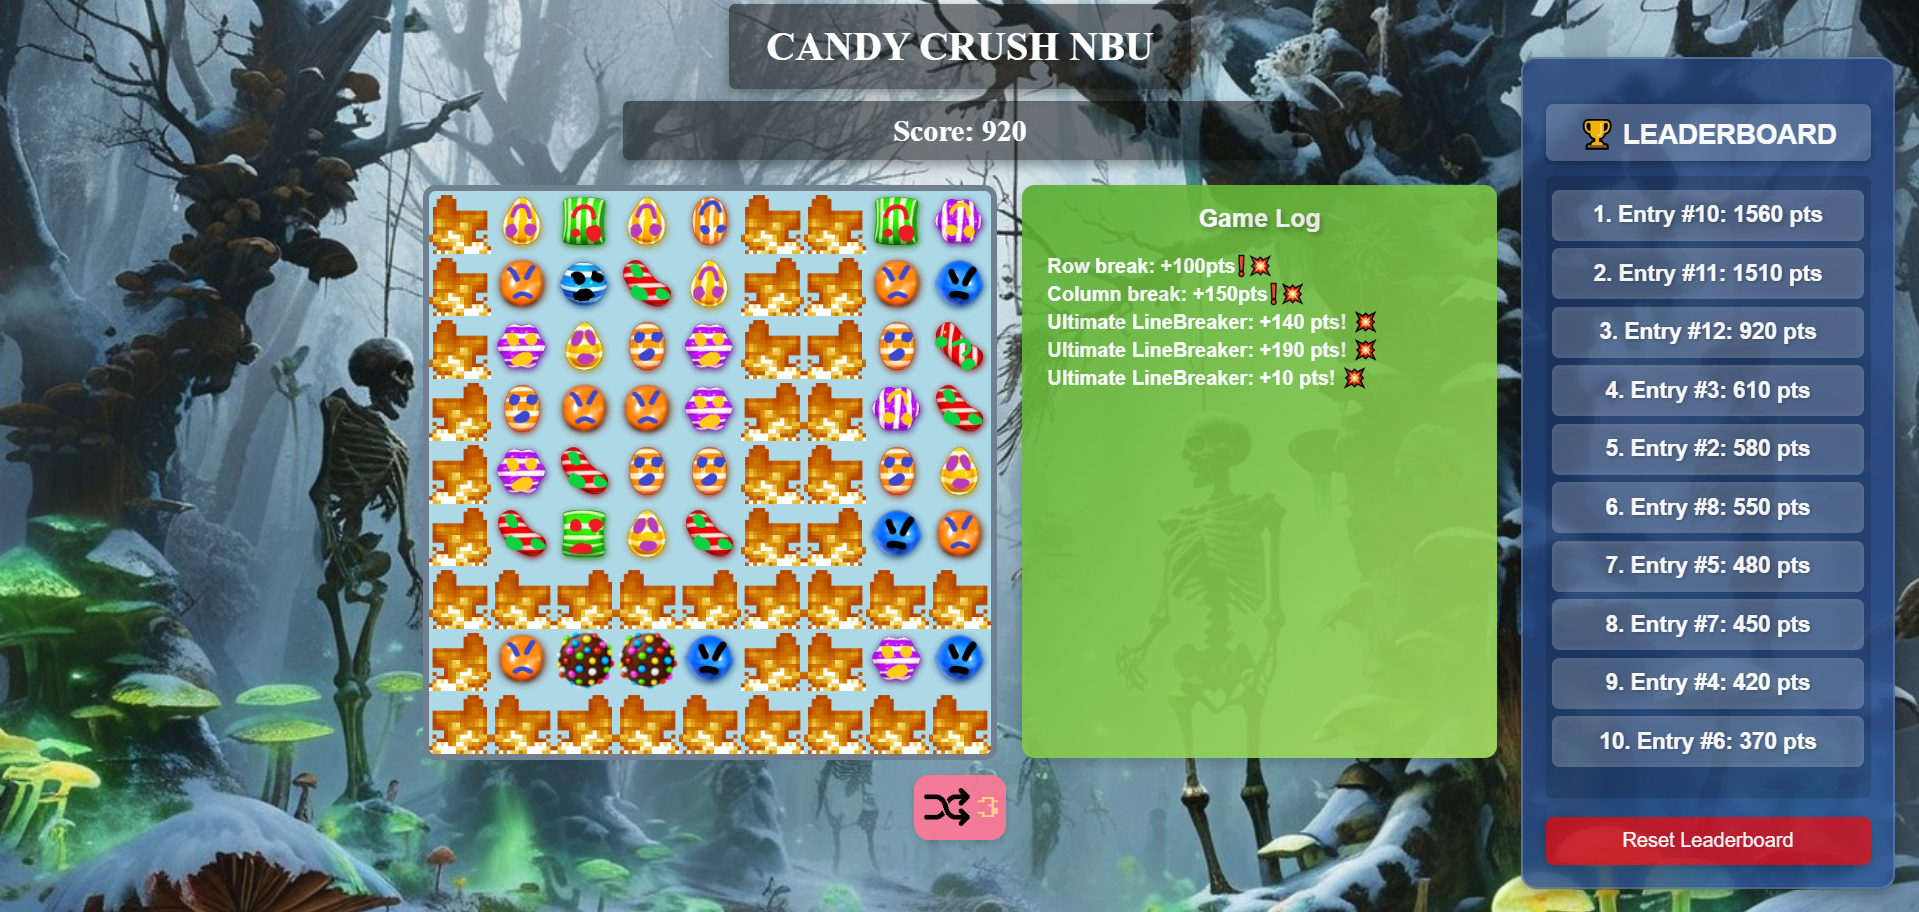 CANDY CRUSH NBU
Score: 920
Game Log
Row break: +100pts❗💥
Column break: +150pts❗💥
Ultimate LineBreaker: +140 pts! 💥
Ultimate LineBreaker: +190 pts! 💥
Ultimate LineBreaker: +10 pts! 💥
3
🏆 LEADERBOARD
1. Entry #10: 1560 pts
2. Entry #11: 1510 pts
3. Entry #12: 920 pts
4. Entry #3: 610 pts
5. Entry #2: 580 pts
6. Entry #8: 550 pts
7. Entry #5: 480 pts
8. Entry #7: 450 pts
9. Entry #4: 420 pts
10. Entry #6: 370 pts
Reset Leaderboard